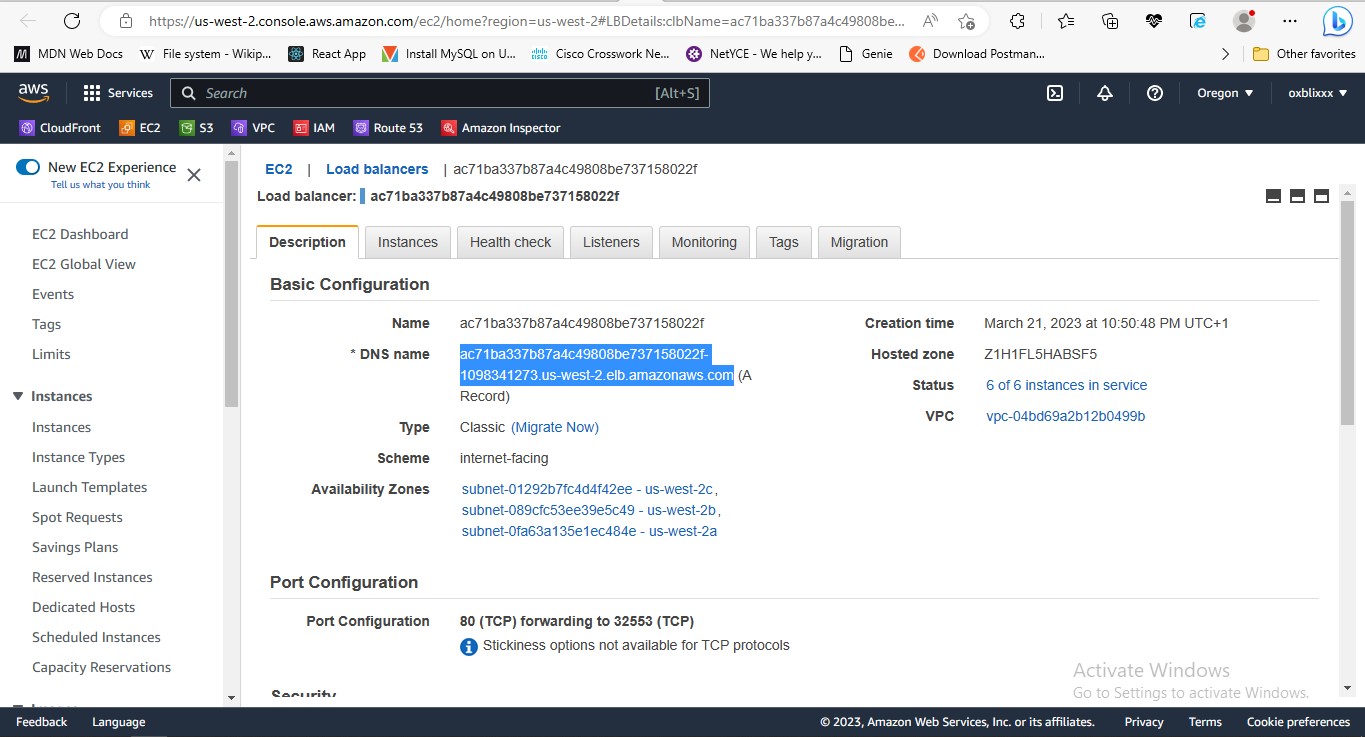 https://us-west-2.console.aws.amazon.com/ec2/home?region=us-west-2#LBDetails:clbName=ac71ba337b87a4c49808be...
MDN Web Docs W File system - Wikip... React App Install MySQL on U... Cisco Crosswork Ne... NetYCE - We help y... Genie Download Postman... Other favorites
aws Services Search [Alt+S] Oregon oxblixxx
CloudFront EC2 S3 VPC IAM Route 53 Amazon Inspector
New EC2 Experience
Tell us what you think
EC2 Dashboard
EC2 Global View
Events
Tags
Limits
Instances
Instances
Instance Types
Launch Templates
Spot Requests
Savings Plans
Reserved Instances
Dedicated Hosts
Scheduled Instances
Capacity Reservations
EC2 | Load balancers | ac71ba337b87a4c49808be737158022f
Load balancer: ac71ba337b87a4c49808be737158022f
Description Instances Health check Listeners Monitoring Tags Migration
Basic Configuration
Name ac71ba337b87a4c49808be737158022f
* DNS name ac71ba337b87a4c49808be737158022f-
1098341273.us-west-2.elb.amazonaws.com (A
Record)
Type Classic (Migrate Now)
Scheme internet-facing
Availability Zones subnet-01292b7fc4d4f42ee - us-west-2c,
subnet-089cfc53ee39e5c49 - us-west-2b,
subnet-0fa63a135e1ec484e - us-west-2a
Creation time March 21, 2023 at 10:50:48 PM UTC+1
Hosted zone Z1H1FL5HABSF5
Status 6 of 6 instances in service
VPC vpc-04bd69a2b12b0499b
Port Configuration
Port Configuration 80 (TCP) forwarding to 32553 (TCP)
Stickiness options not available for TCP protocols
Security
Activate Windows
Go to Settings to activate Windows.
Feedback Language © 2023, Amazon Web Services, Inc. or its affiliates. Privacy Terms Cookie preferences